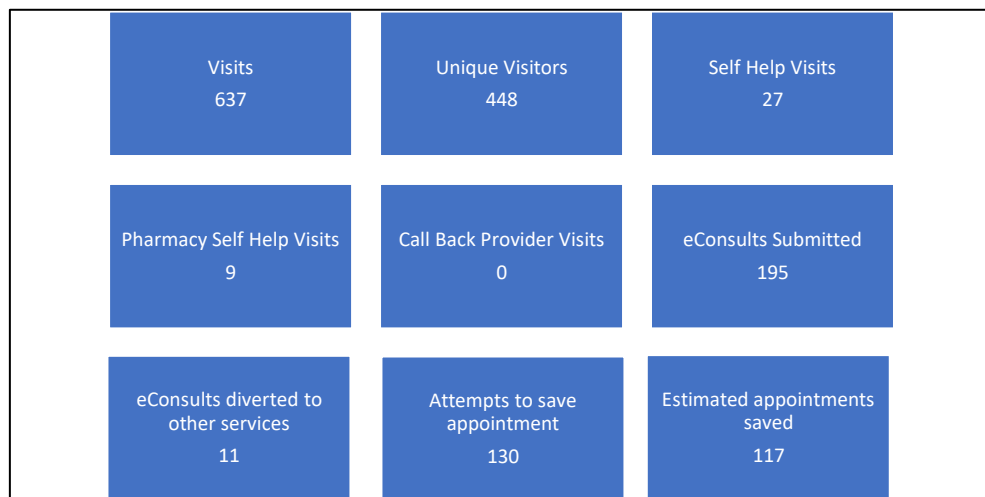 Visits
637
Unique Visitors
448
Self Help Visits
27
Pharmacy Self Help Visits
9
Call Back Provider Visits
0
eConsults Submitted
195
eConsults diverted to
other services
11
Attempts to save
appointment
130
Estimated appointments
saved
117